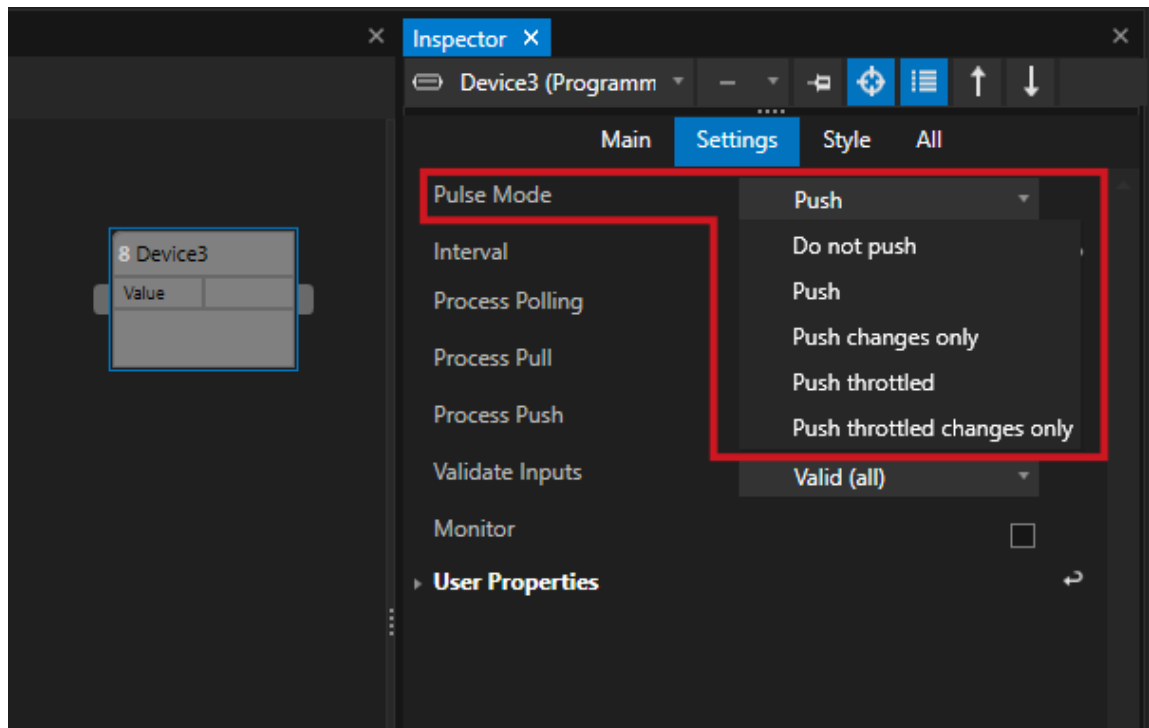 Inspector
Device3 (Programm
Main Settings Style All
Pulse Mode Push
8 Device3
Value
Do not push
Interval
Push
Process Polling
Push changes only
Process Pull
Push throttled
Process Push
Push throttled changes only
Validate Inputs Valid (all)
Monitor
User Properties